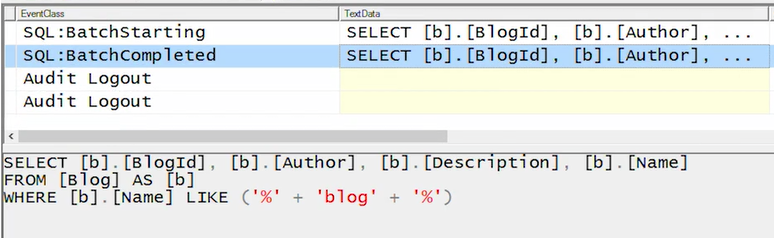 EventClass TextData
SQL:BatchStarting SELECT [b].[BlogId], [b].[Author], ...
SQL:BatchCompleted SELECT [b].[BlogId], [b].[Author], ...
Audit Logout
Audit Logout
SELECT [b].[BlogId], [b].[Author], [b].[Description], [b].[Name]
FROM [Blog] AS [b]
WHERE [b].[Name] LIKE ('%' + 'blog' + '%')